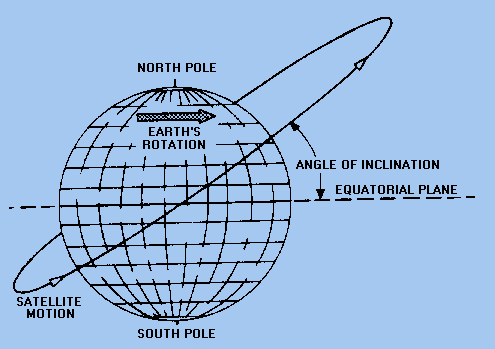 NORTH POLE
EARTH'S
ROTATION
ANGLE OF INCLINATION
EQUATORIAL PLANE
SATELLITE
MOTION
SOUTH POLE